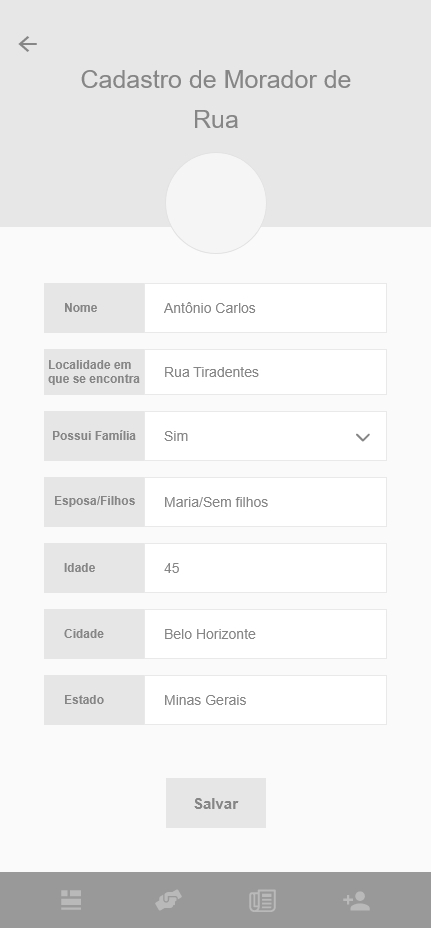 Cadastro de Morador de
Rua
Nome
Antônio Carlos
Localidade em
que se encontra
Rua Tiradentes
Possui Família
Sim
Esposa/Filhos
Maria/Sem filhos
Idade
45
Cidade
Belo Horizonte
Estado
Minas Gerais
Salvar